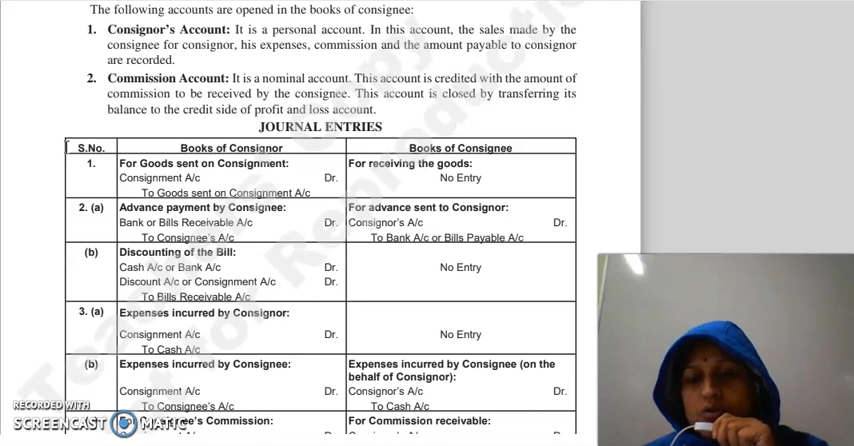 The following accounts are opened in the books of consignee:
1. Consignor's Account: It is a personal account. In this account, the sales made by the
consignee for consignor, his expenses, commission and the amount payable to consignor
are recorded.
2. Commission Account: It is a nominal account. This account is credited with the amount of
commission to be received by the consignee. This account is closed by transferring its
balance to the credit side of profit and loss account.
JOURNAL ENTRIES
S.No. Books of Consignor Books of Consignee
1. For Goods sent on Consignment: For receiving the goods:
Consignment A/c Dr. No Entry
To Goods sent on Consignment A/c
2. (a) Advance payment by Consignee: For advance sent to Consignor:
Bank or Bills Receivable A/c Dr. Consignor's A/c Dr.
To Consignee's A/c To Bank A/c or Bills Payable A/c
(b) Discounting of the Bill:
Cash A/c or Bank A/c Dr. No Entry
Discount A/c or Consignment A/c Dr.
To Bills Receivable A/c
3. (a) Expenses incurred by Consignor:
Consignment A/c Dr. No Entry
To Cash A/c
(b) Expenses incurred by Consignee: Expenses incurred by Consignee (on the
behalf of Consignor):
Consignment A/c Dr. Consignor's A/c Dr.
To Consignee's A/c To Cash A/c
Commission: For Commission receivable:
RECORDED WITH
SCREENCAST MATIC